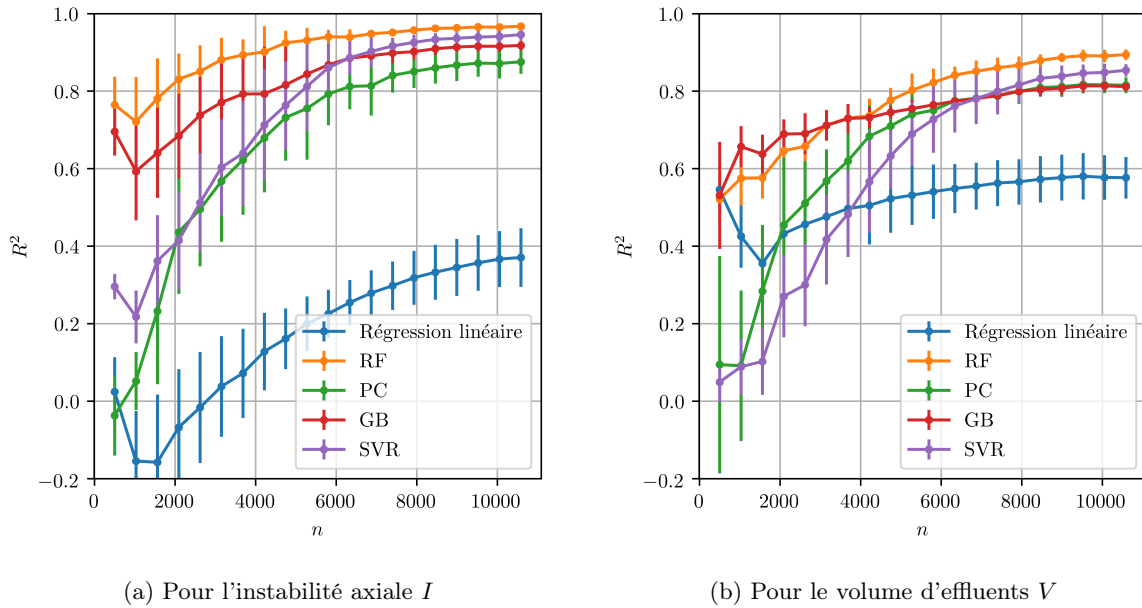 1.0
0.8
0.6
0.4
0.2
0.0
−0.2
R²
0 2000 4000 6000 8000 10000
n
Régression linéaire
RF
PC
GB
SVR
(a) Pour l'instabilité axiale I
1.0
0.8
0.6
0.4
0.2
0.0
−0.2
R²
0 2000 4000 6000 8000 10000
n
Régression linéaire
RF
PC
GB
SVR
(b) Pour le volume d'effluents V